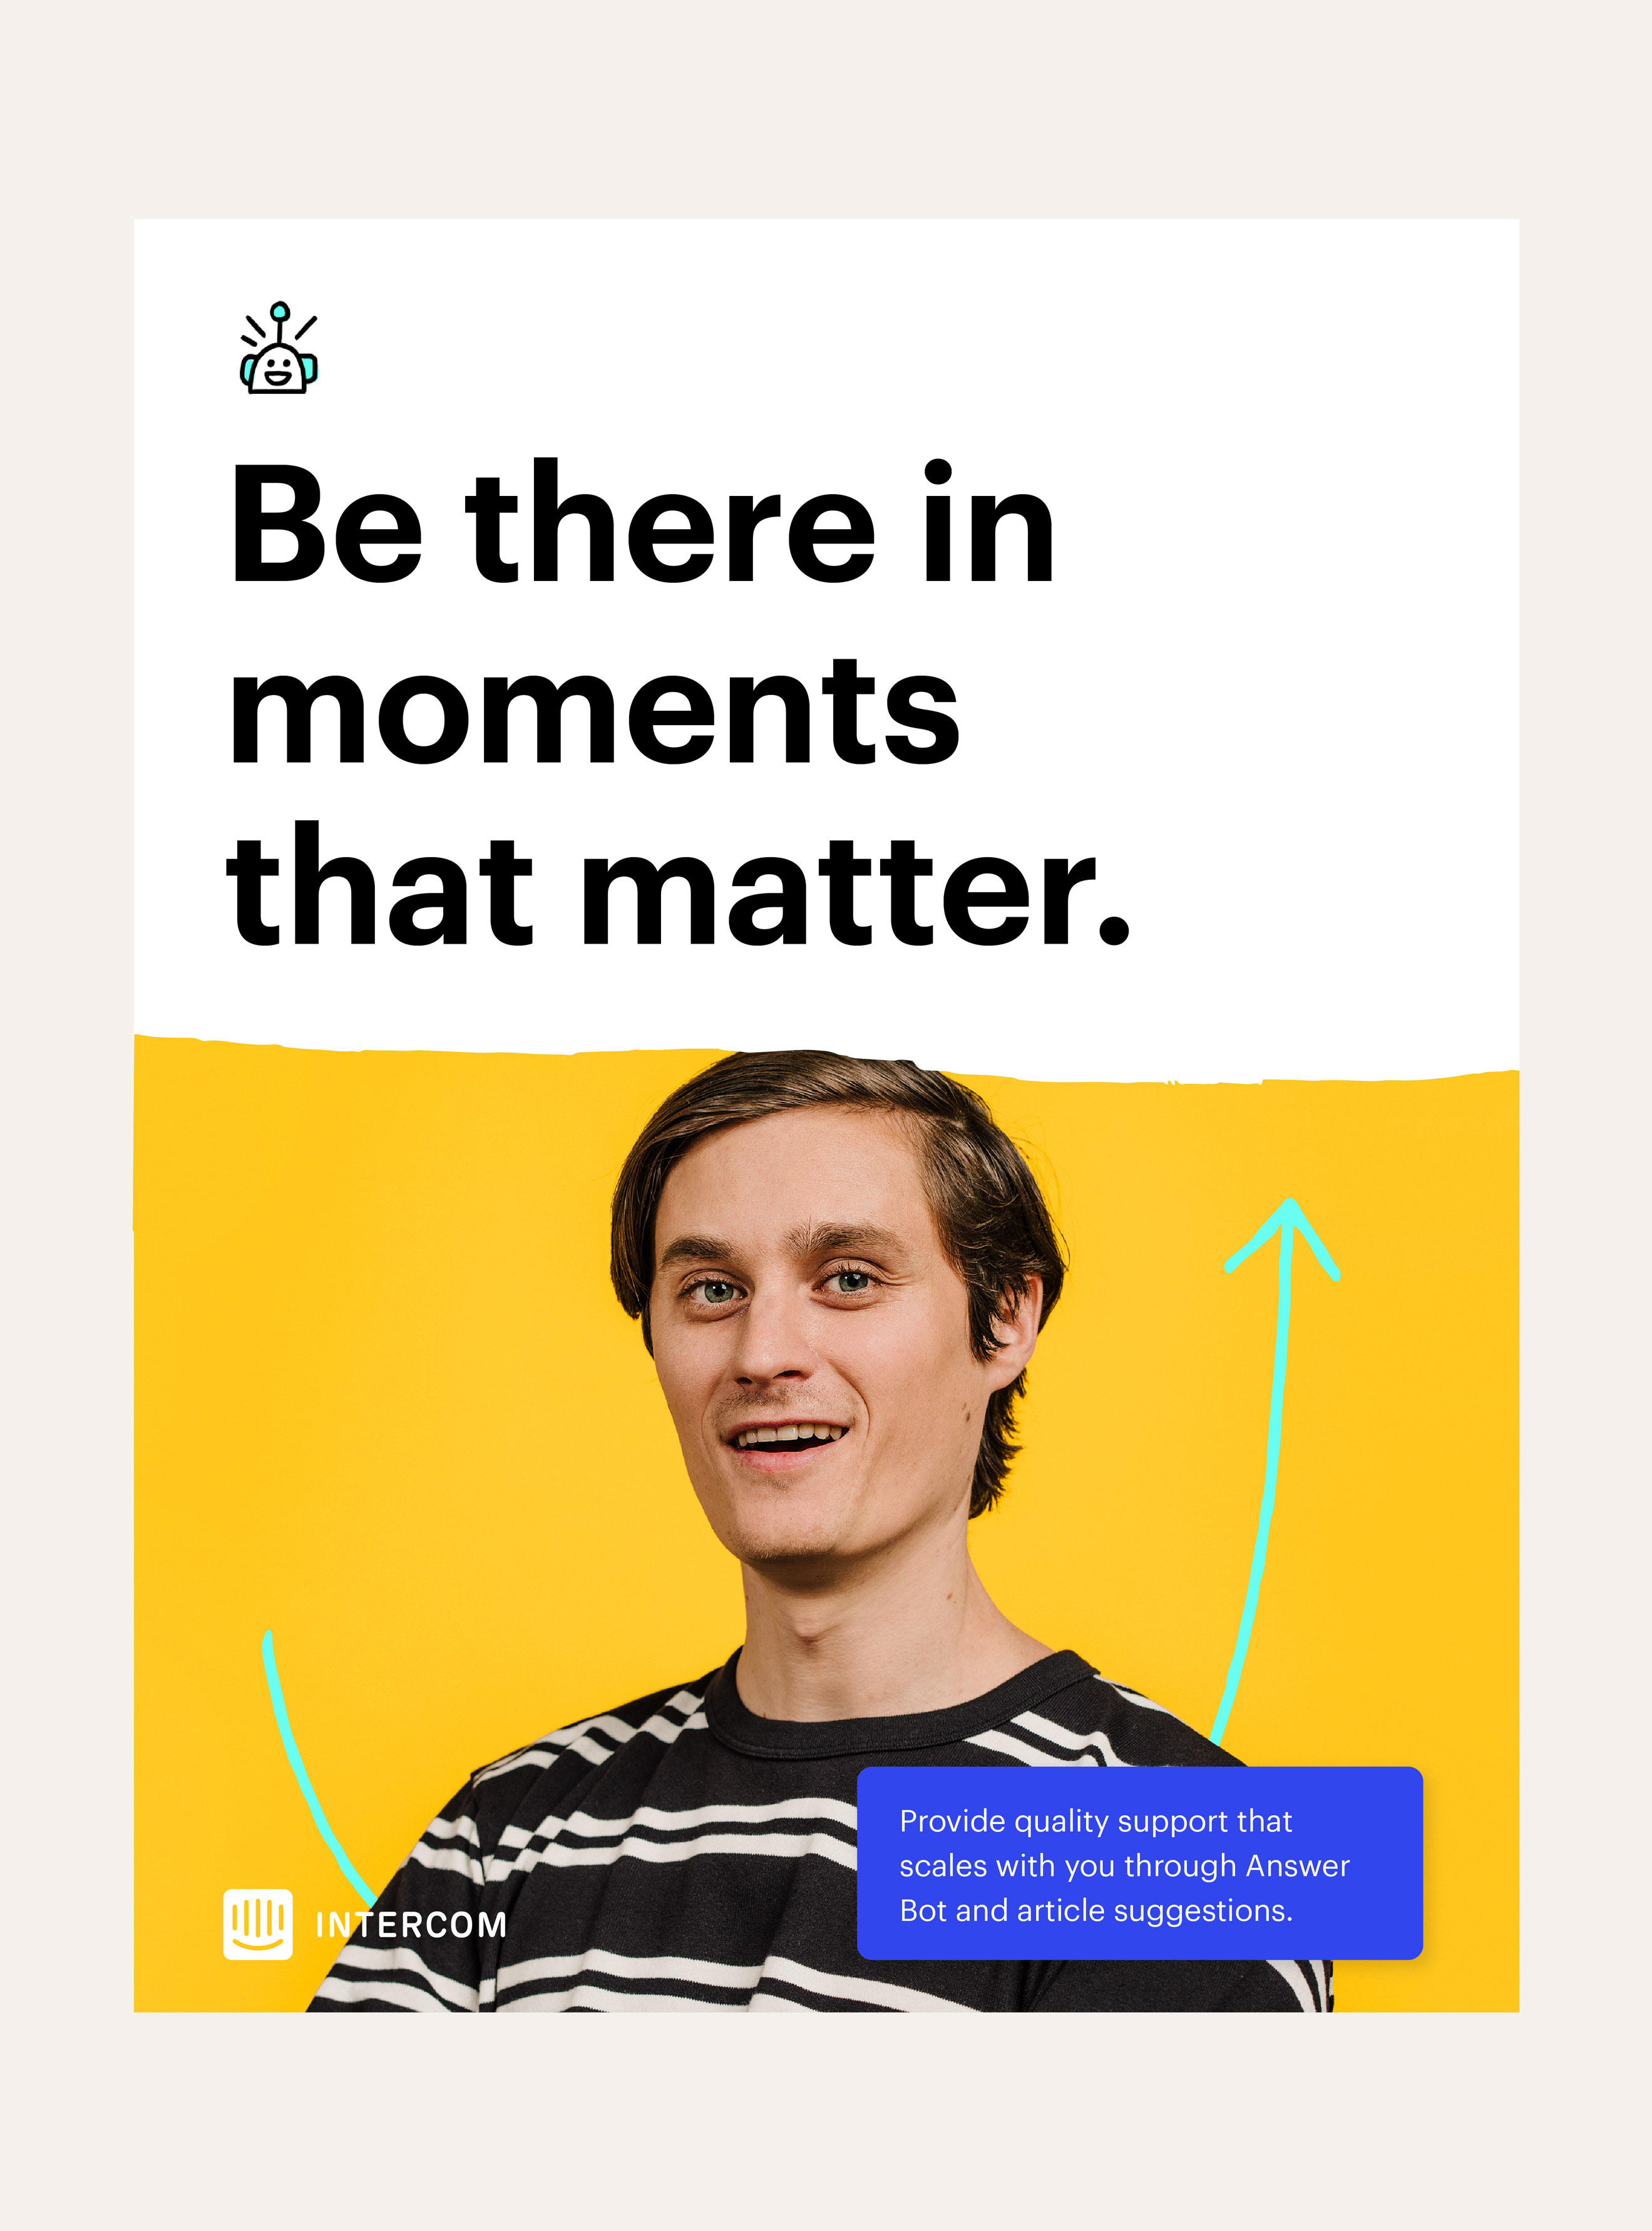 Be there in
moments
that matter.
Provide quality support that
scales with you through Answer
Bot and article suggestions.
INTERCOM